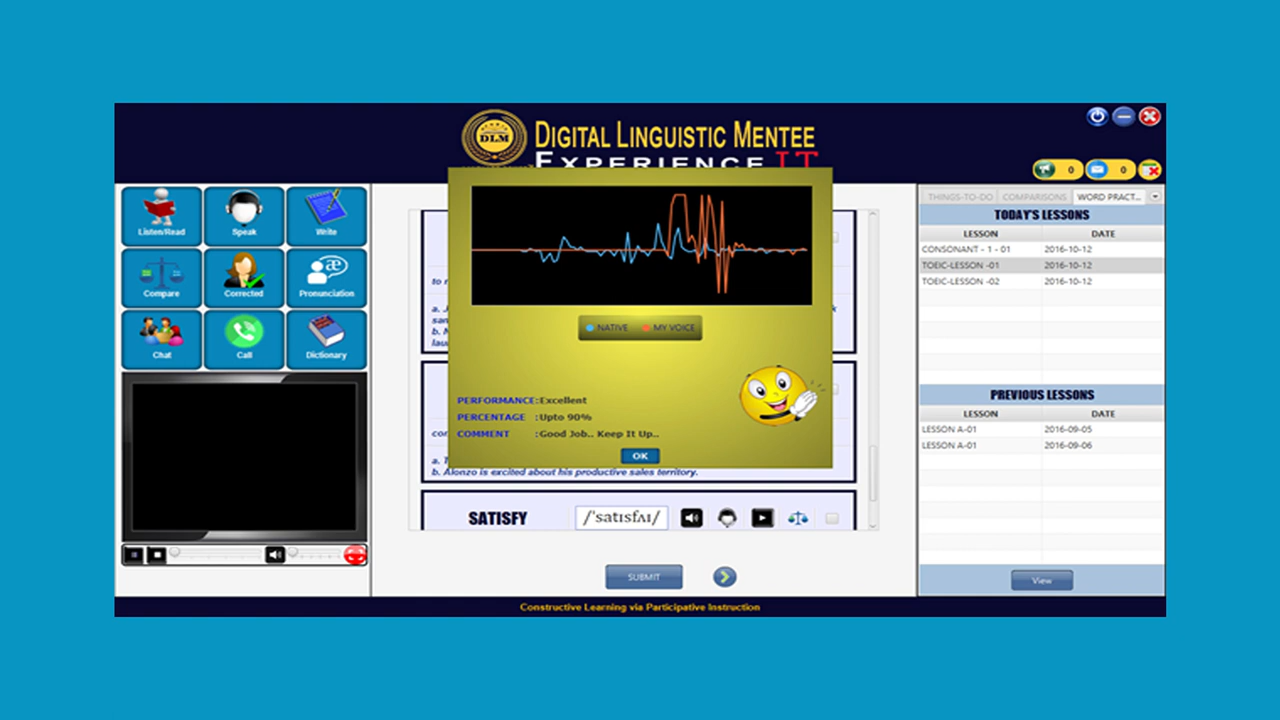 DLM
DIGITAL LINGUISTIC MENTEE
EXPERIENCE IT
0
0
Listen/Read
Speak
Write
Compare
Corrected
Pronunciation
æ
Chat
Call
Dictionary
to
a. J
b. N
lau
NATIVE
MY VOICE
PERFORMANCE:Excellent
PERCENTAGE :Upto 90%
COMMENT :Good Job.. Keep It Up..
OK
a. T
b. Alonzo is excited about his productive sales territory.
SATISFY
/ˈsatɪsfʌɪ/
SUBMIT
THINGS-TO-DO
COMPARISONS
WORD PRACT...
TODAY'S LESSONS
LESSON DATE
CONSONANT - 1 - 01 2016-10-12
TOEIC-LESSON -01 2016-10-12
TOEIC-LESSON -02 2016-10-12
PREVIOUS LESSONS
LESSON DATE
LESSON A-01 2016-09-05
LESSON A-01 2016-09-06
View
Constructive Learning via Participative Instruction